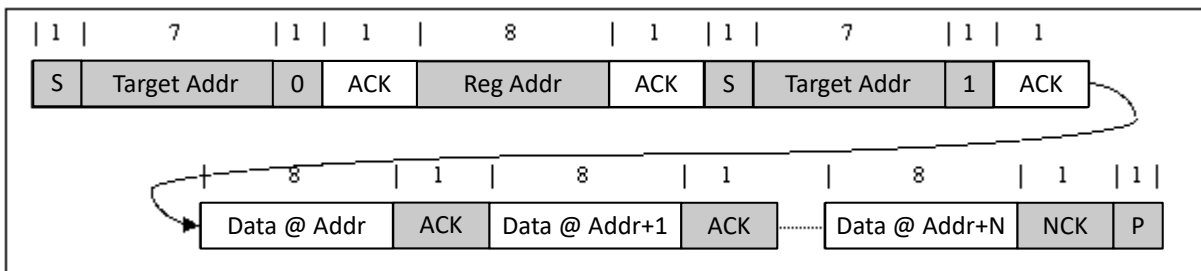 | 1 | 7 | 1 | 1 | 8 | 1 | 1 | 7 | 1 | 1
S Target Addr 0 ACK Reg Addr ACK S Target Addr 1 ACK
| 8 | 1 | 8 | 1 | 8 | 1 | 1 |
Data @ Addr ACK Data @ Addr+1 ACK Data @ Addr+N NCK P